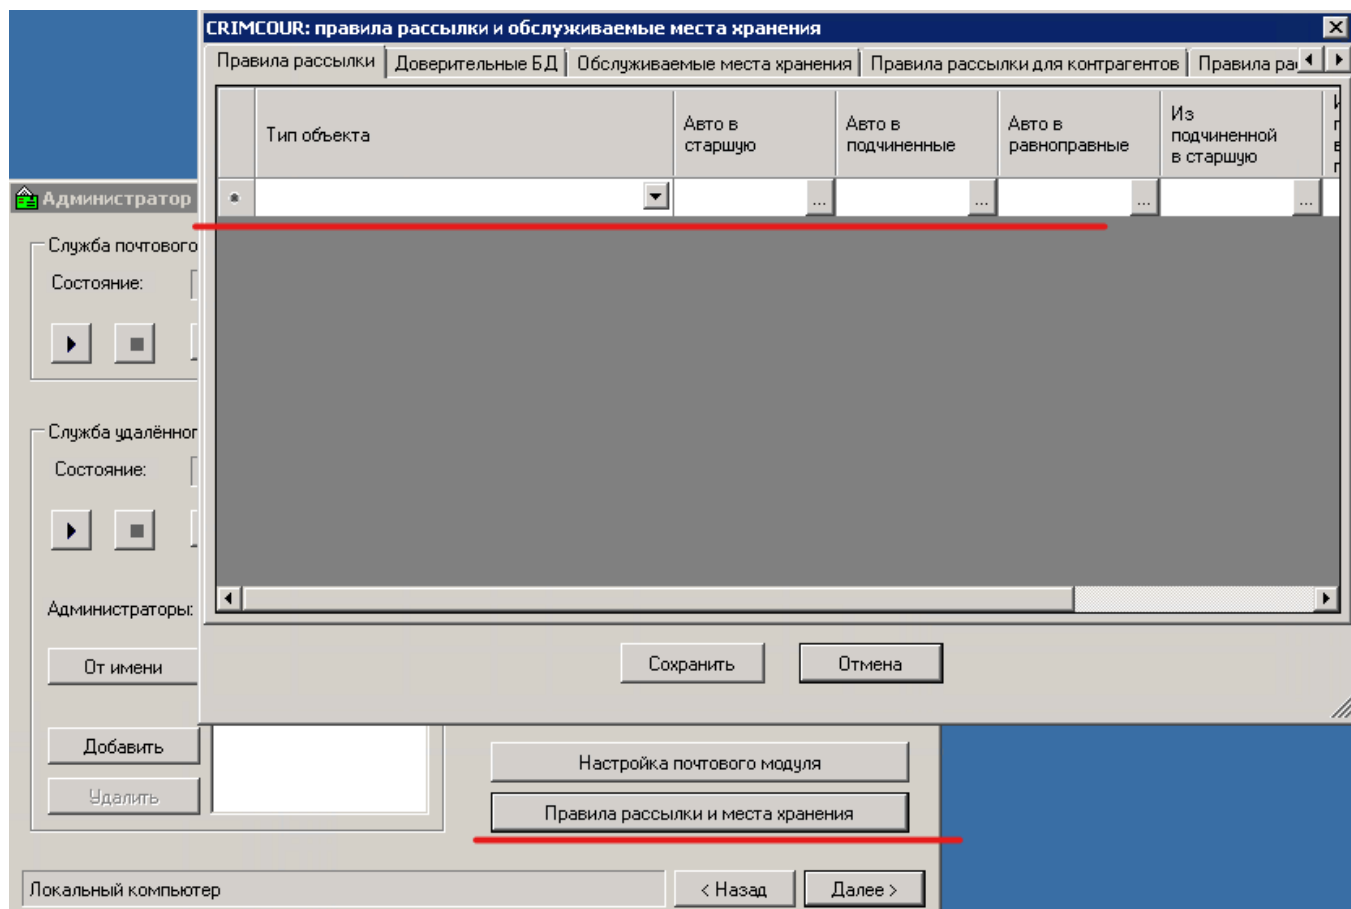 CRIMCOUR: правила рассылки и обслуживаемые места хранения
Правила рассылки
Доверительные БД
Обслуживаемые места хранения
Правила рассылки для контрагентов
Правила ра
Тип объекта
Авто в
старшую
Авто в
подчиненные
Авто в
равноправные
Из
подчиненной
в старшую
...
...
...
...
Администратор
Служба почтового
Состояние:
Служба удалённог
Состояние:
Администраторы:
От имени
Сохранить
Отмена
Добавить
Удалить
Настройка почтового модуля
Правила рассылки и места хранения
Локальный компьютер
< Назад
Далее >